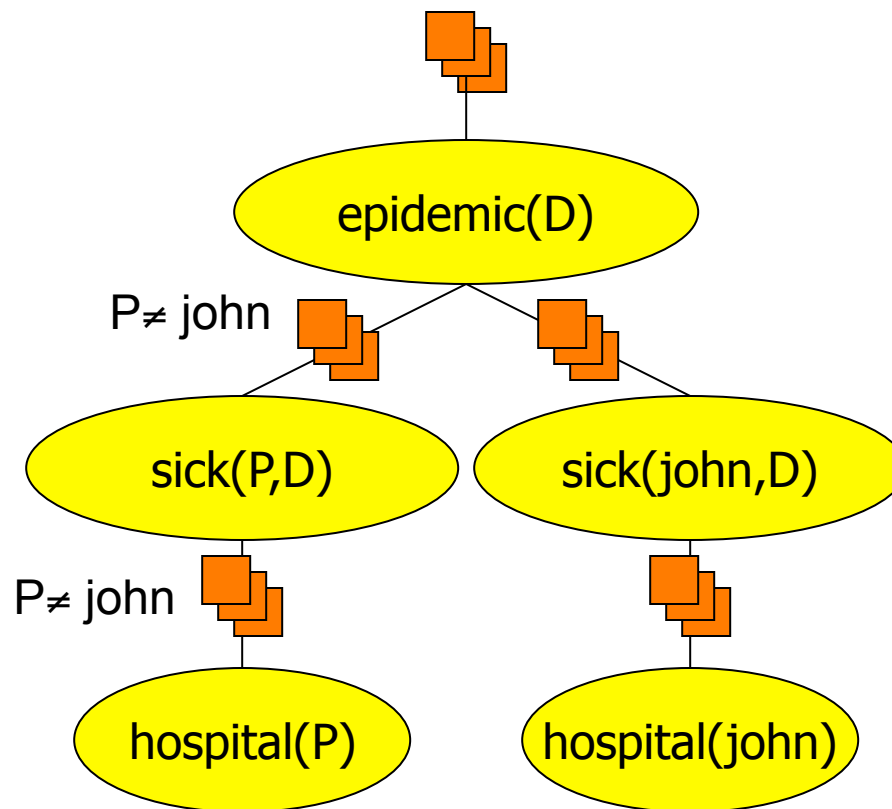 epidemic(D)
P≠ john
sick(P,D)
sick(john,D)
P≠ john
hospital(P)
hospital(john)